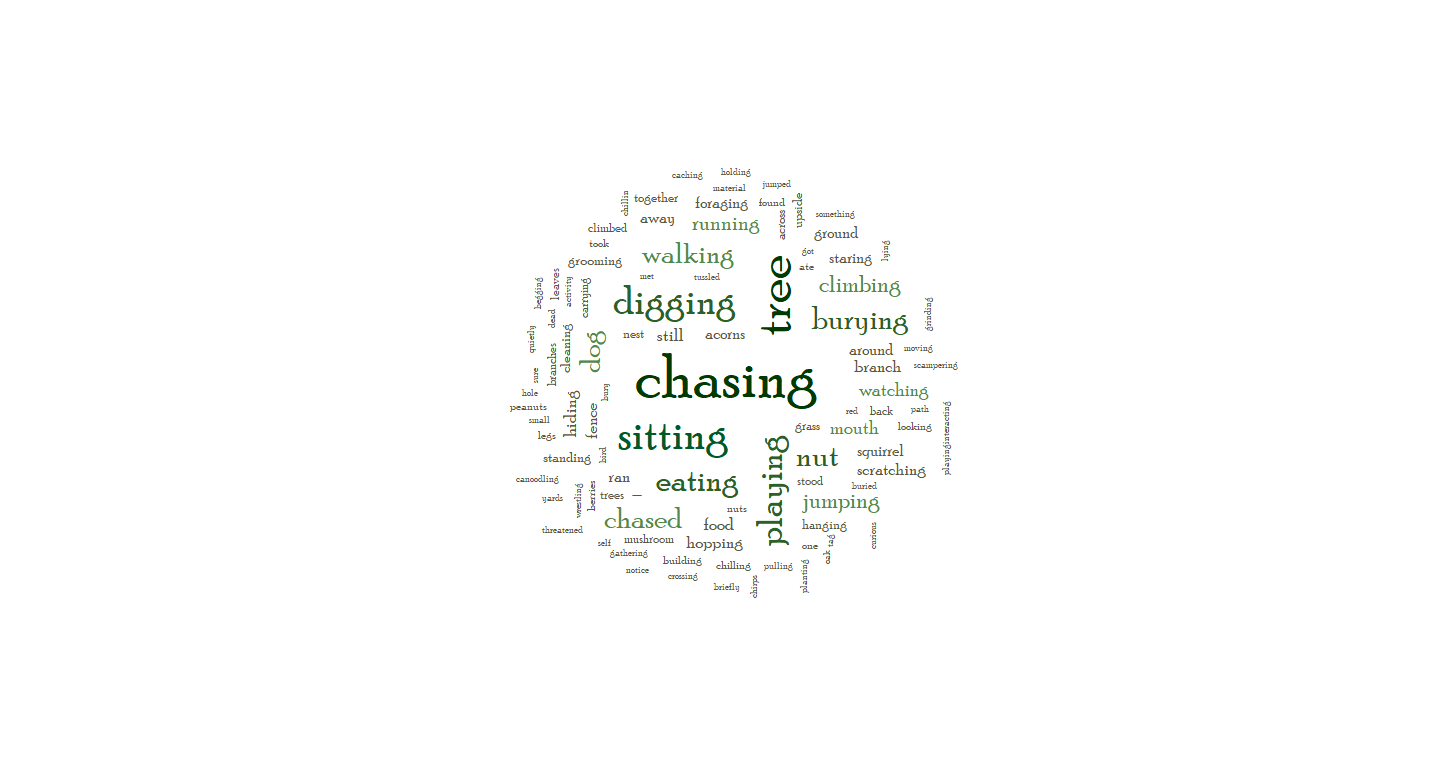 caching
holding
material
jumped
chillin
together
foraging
found
upside
across
something
climbed
away
running
ground
took
walking
got
lying
grooming
tree
ate
staring
met
tussled
begging
leaves
activity
carrying
digging
climbing
dead
burying
grinding
quietly
cleaning
dog
nest
still
acorns
branches
around
moving
sure
chasing
branch
scampering
hole
bury
watching
peanuts
small
hiding
fence
red
back
path
playinginteracting
legs
sitting
playing
grass
mouth
looking
standing
bird
nut
squirrel
scratching
canoodling
wrestling
berries
ran
eating
stood
buried
yards
trees
—
jumping
threatened
chased
nuts
food
hanging
curious
self
mushroom
hopping
one
tag
oak
gathering
building
chilling
pulling
planting
notice
crossing
briefly
chirps